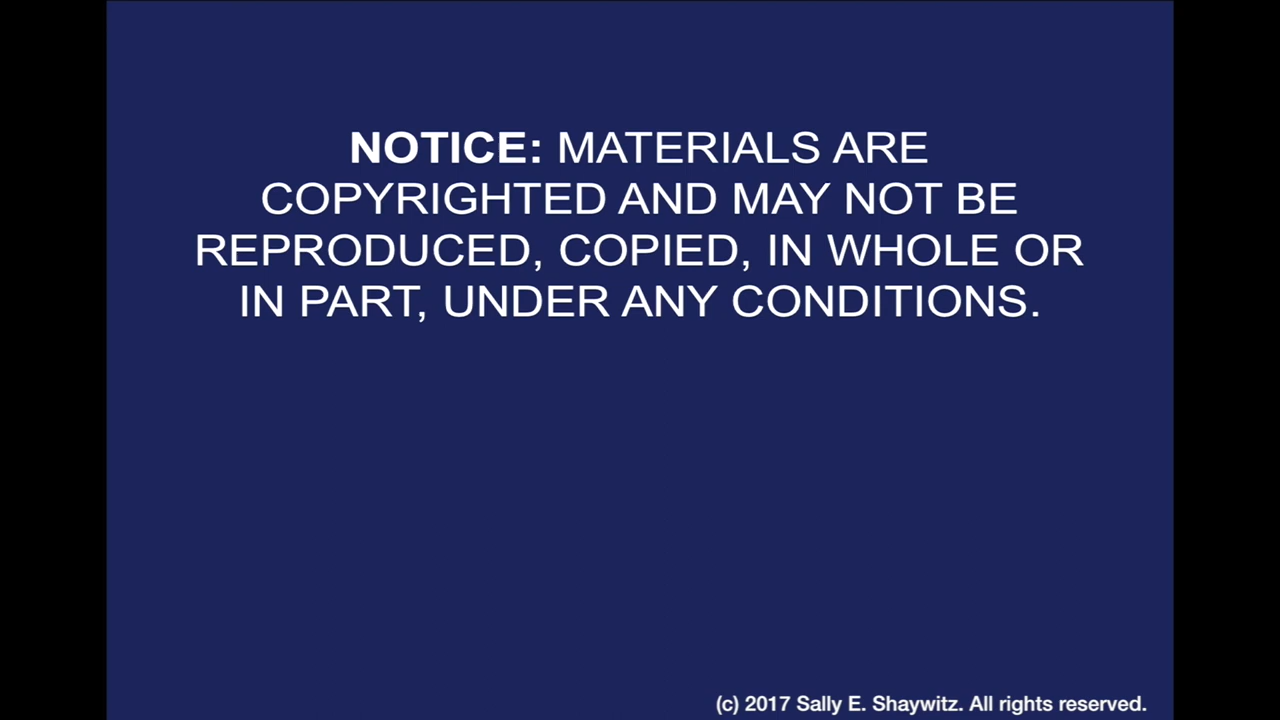 NOTICE: MATERIALS ARE
COPYRIGHTED AND MAY NOT BE
REPRODUCED, COPIED, IN WHOLE OR
IN PART, UNDER ANY CONDITIONS.
(c) 2017 Sally E. Shaywitz. All rights reserved.